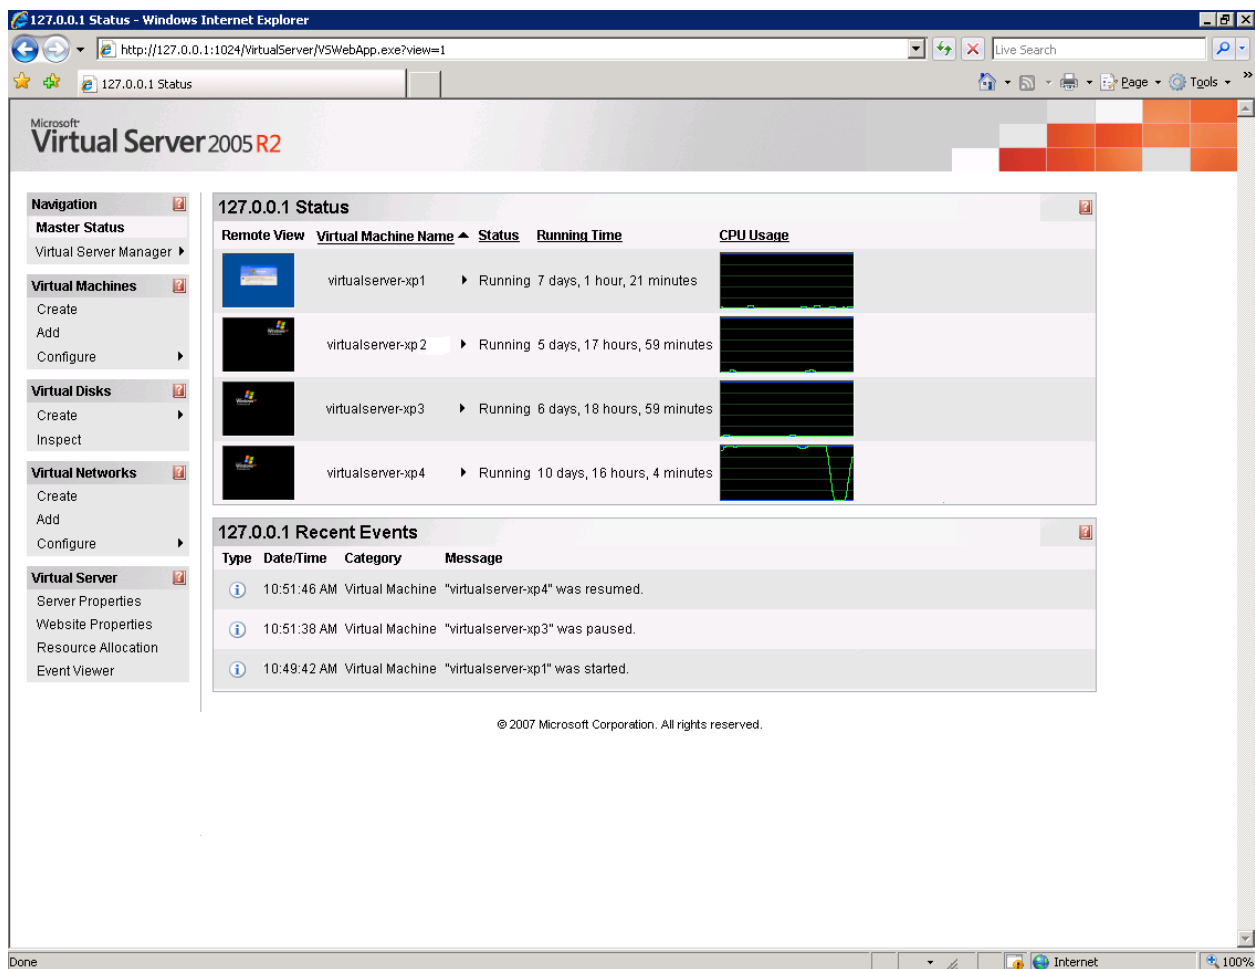 127.0.0.1 Status - Windows Internet Explorer
http://127.0.0.1:1024/VirtualServer/VSWebApp.exe?view=1
Live Search
127.0.0.1 Status
Page
Tools
Microsoft
Virtual Server 2005 R2
Navigation
Master Status
Virtual Server Manager
Virtual Machines
Create
Add
Configure
Virtual Disks
Create
Inspect
Virtual Networks
Create
Add
Configure
Virtual Server
Server Properties
Website Properties
Resource Allocation
Event Viewer
127.0.0.1 Status
Remote View Virtual Machine Name Status Running Time CPU Usage
virtualserver-xp1 Running 7 days, 1 hour, 21 minutes
virtualserver-xp2 Running 5 days, 17 hours, 59 minutes
virtualserver-xp3 Running 6 days, 18 hours, 59 minutes
virtualserver-xp4 Running 10 days, 16 hours, 4 minutes
127.0.0.1 Recent Events
Type Date/Time Category Message
10:51:46 AM Virtual Machine "virtualserver-xp4" was resumed.
10:51:38 AM Virtual Machine "virtualserver-xp3" was paused.
10:49:42 AM Virtual Machine "virtualserver-xp1" was started.
© 2007 Microsoft Corporation. All rights reserved.
Done
Internet
100%